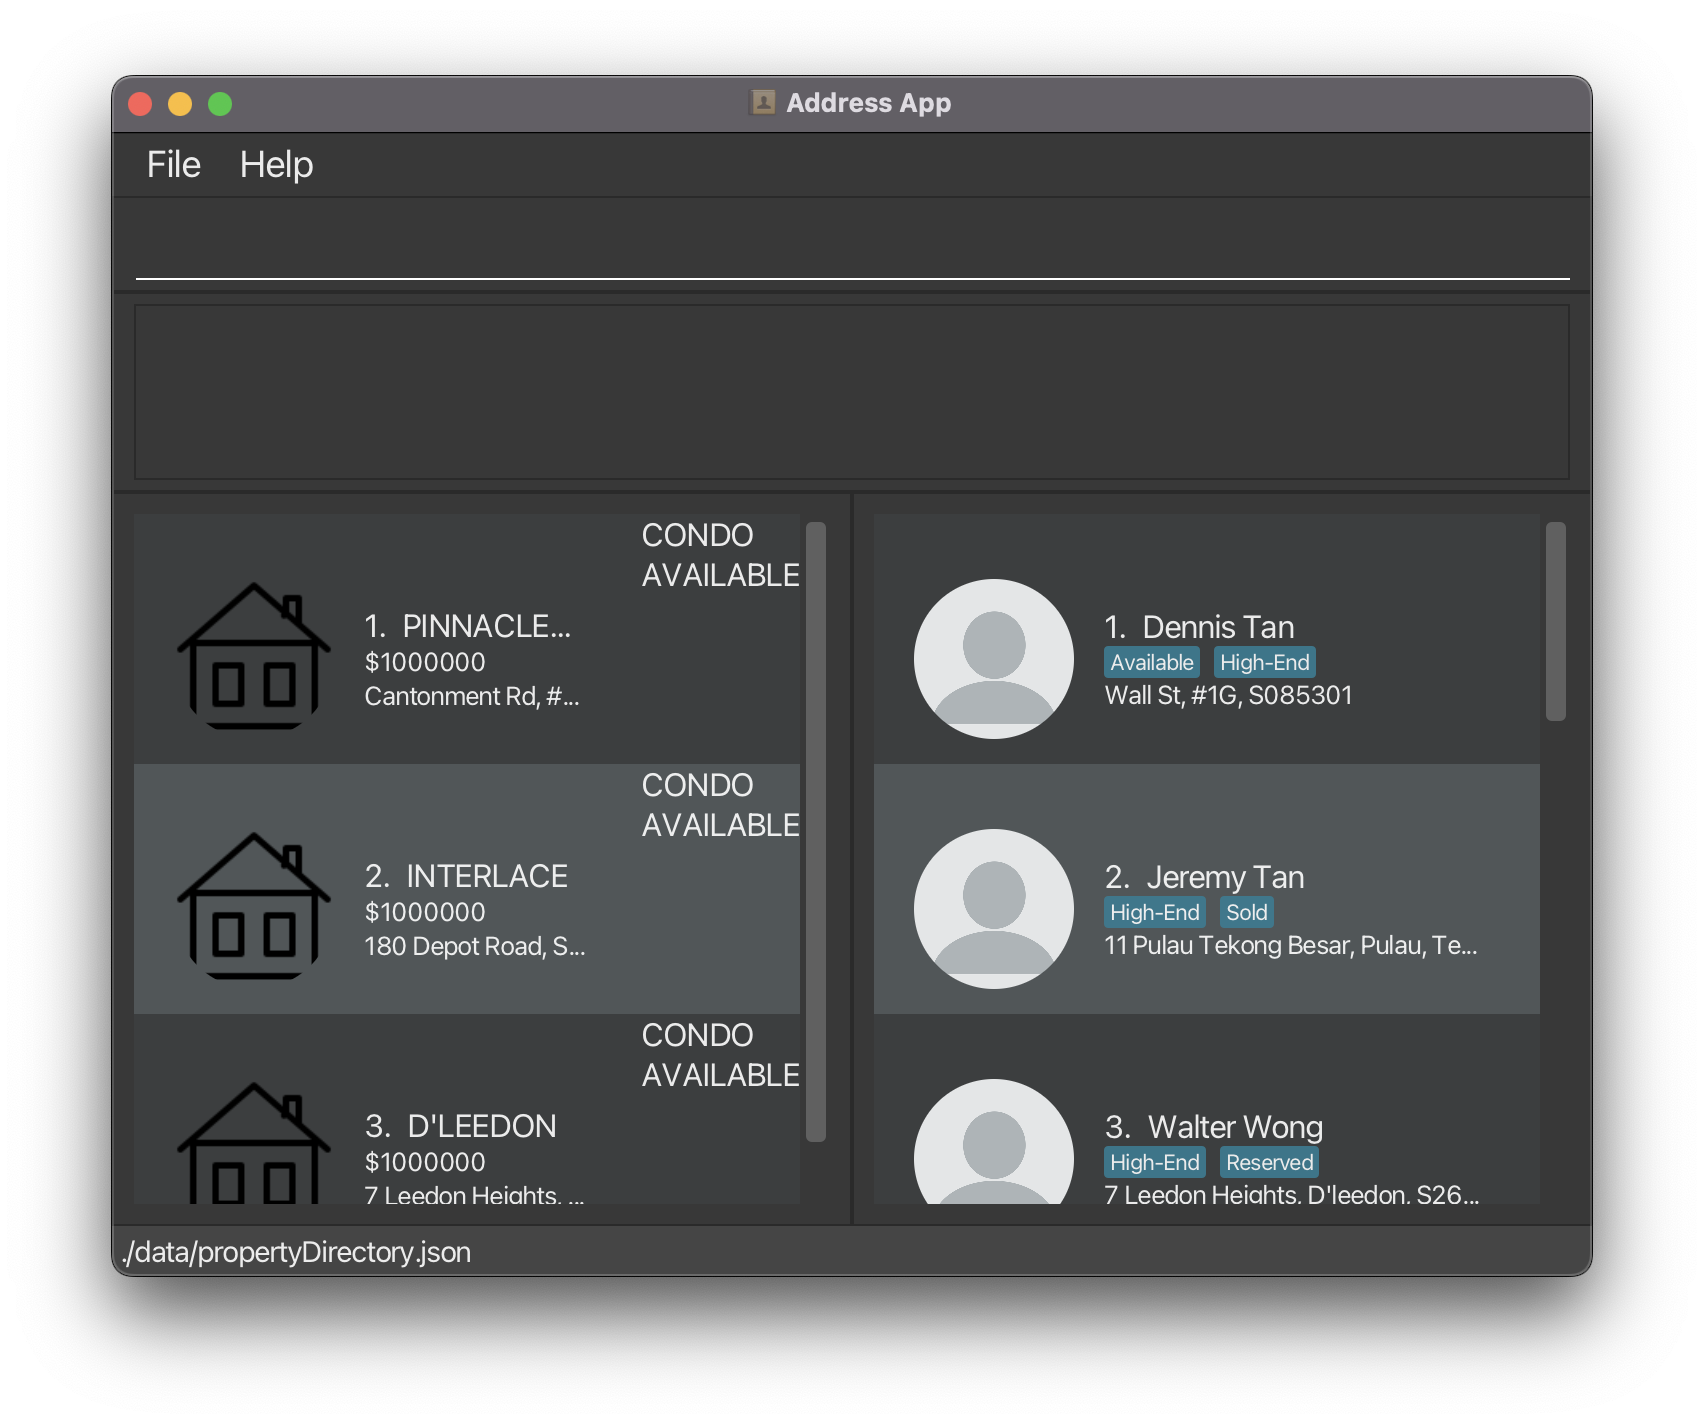 Address App
File Help
CONDO
AVAILABLE
1. PINNACLE...
$1000000
Cantonment Rd, #...
CONDO
AVAILABLE
2. INTERLACE
$1000000
180 Depot Road, S...
CONDO
AVAILABLE
3. D'LEEDON
$1000000
7 Leedon Heights, ...
1. Dennis Tan
Available High-End
Wall St, #1G, S085301
2. Jeremy Tan
High-End Sold
11 Pulau Tekong Besar, Pulau, Te...
3. Walter Wong
High-End Reserved
7 Leedon Heights, D'leedon, S26...
./data/propertyDirectory.json